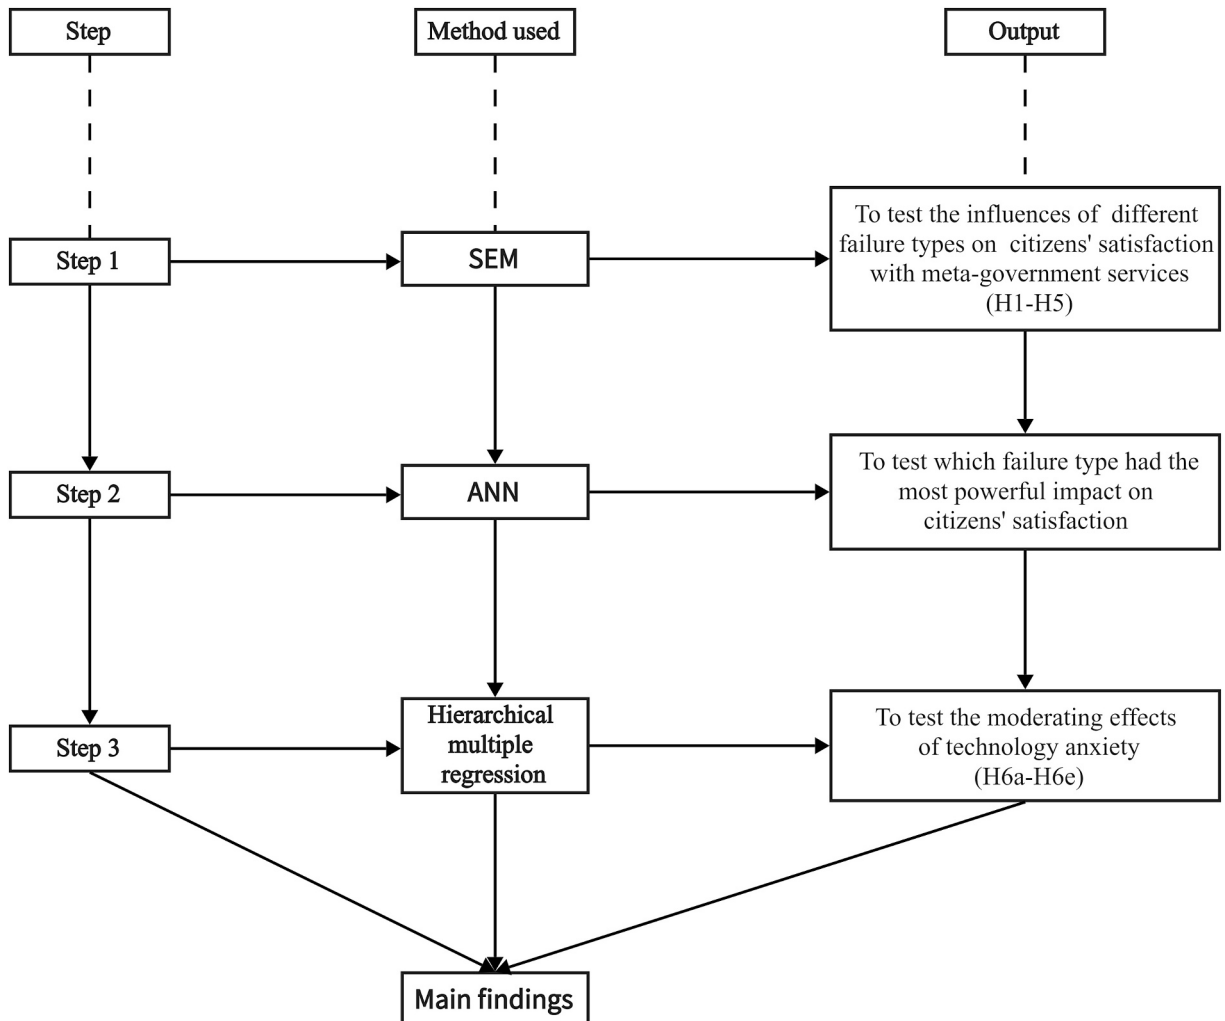 Step
Method used
Output
To test the influences of different
failure types on citizens' satisfaction
with meta-government services
(H1-H5)
Step 1
SEM
To test which failure type had the
most powerful impact on
citizens' satisfaction
Step 2
ANN
Hierarchical
multiple
regression
To test the moderating effects
of technology anxiety
(H6a-H6e)
Step 3
Main findings